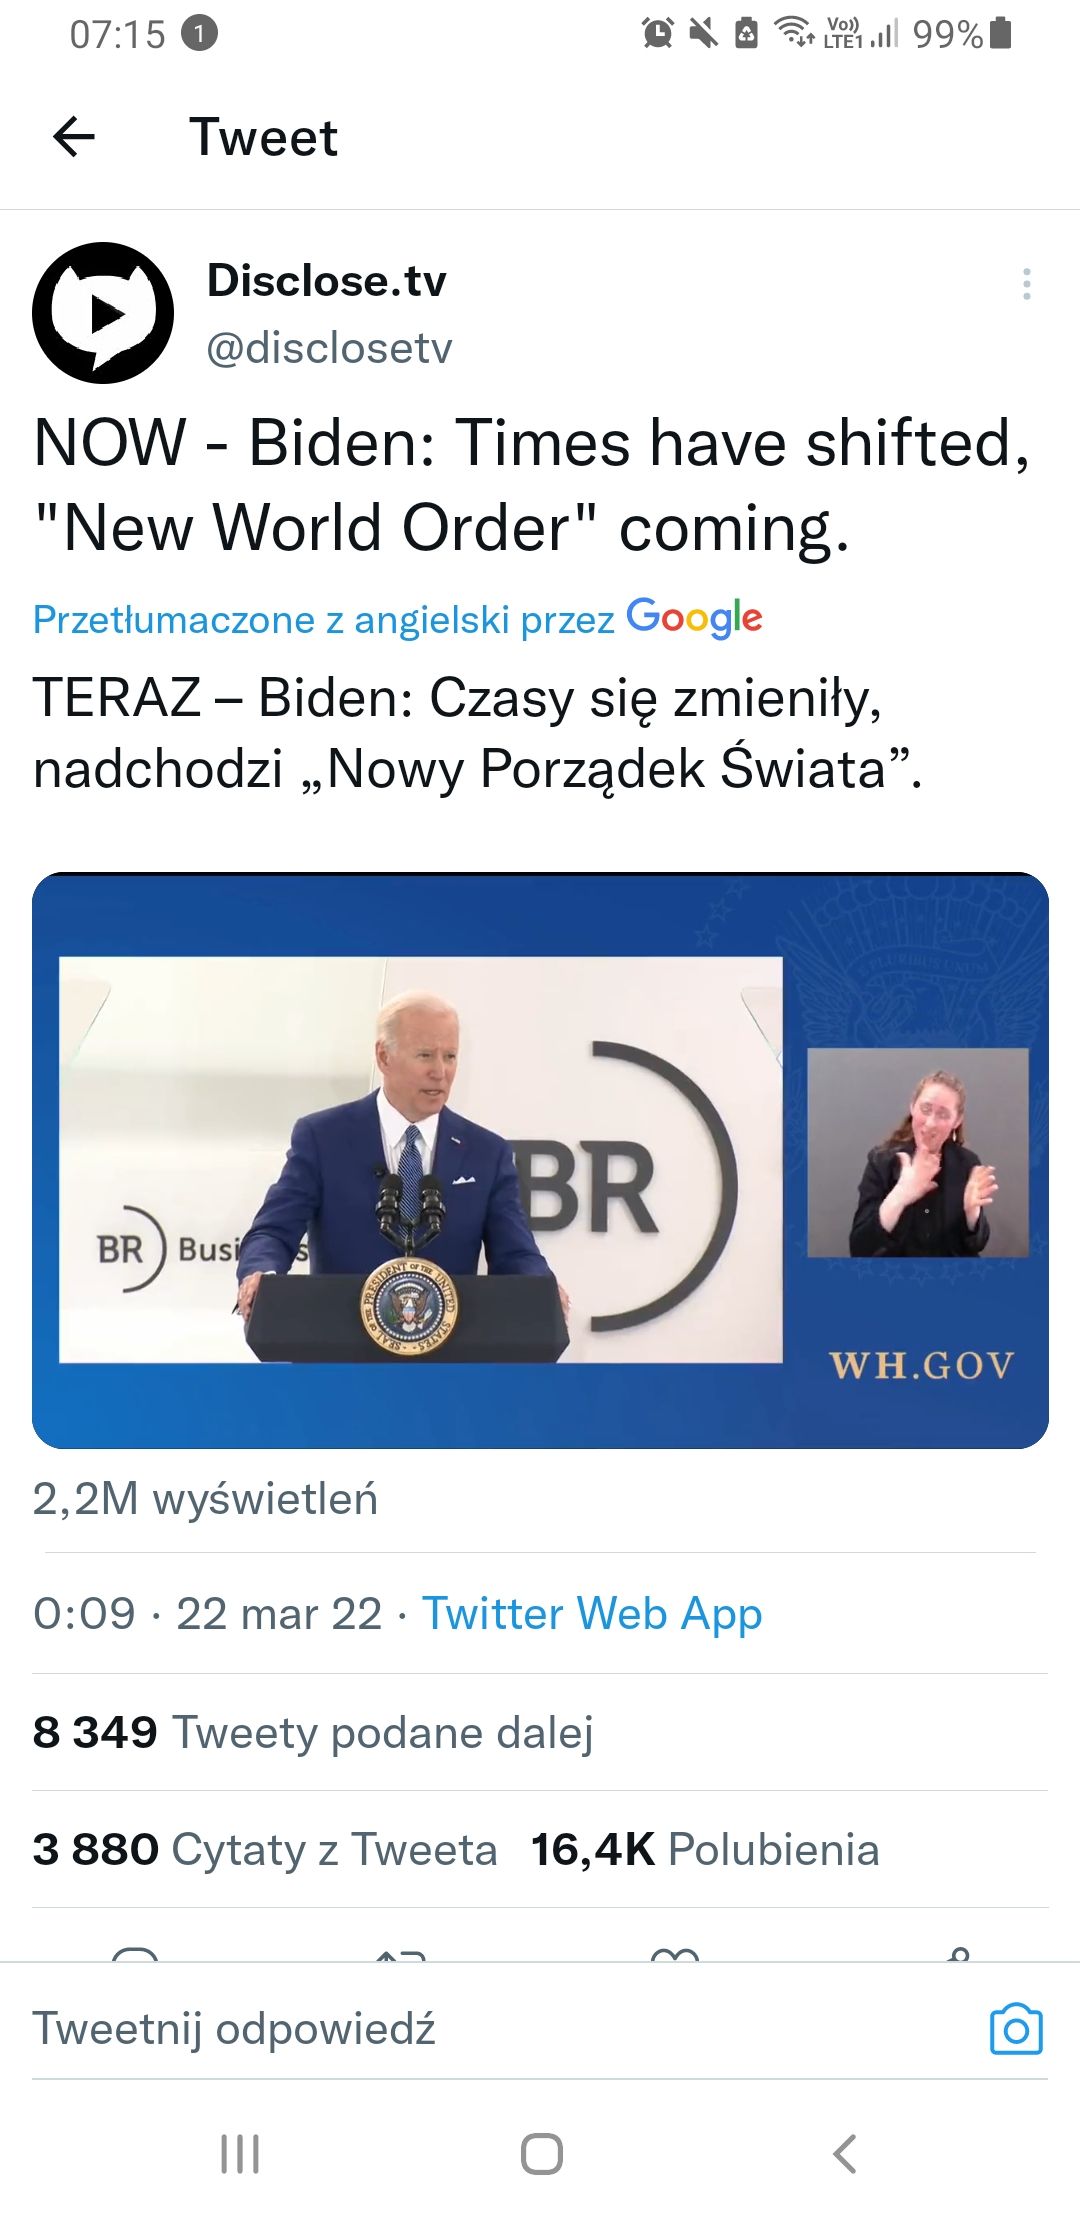 07:15 1 Vo)) LTE1 99%
Tweet
Disclose.tv
@disclosetv
NOW - Biden: Times have shifted,
"New World Order" coming.
Przetłumaczone z angielski przez Google
TERAZ – Biden: Czasy się zmieniły,
nadchodzi „Nowy Porządek Świata”.
E PLURIBUS UNUM
BR
BR Busi s
SEAL OF THE PRESIDENT OF THE UNITED STATES
WH.GOV
2,2M wyświetleń
0:09 · 22 mar 22 · Twitter Web App
8 349 Tweety podane dalej
3 880 Cytaty z Tweeta 16,4K Polubienia
Tweetnij odpowiedź